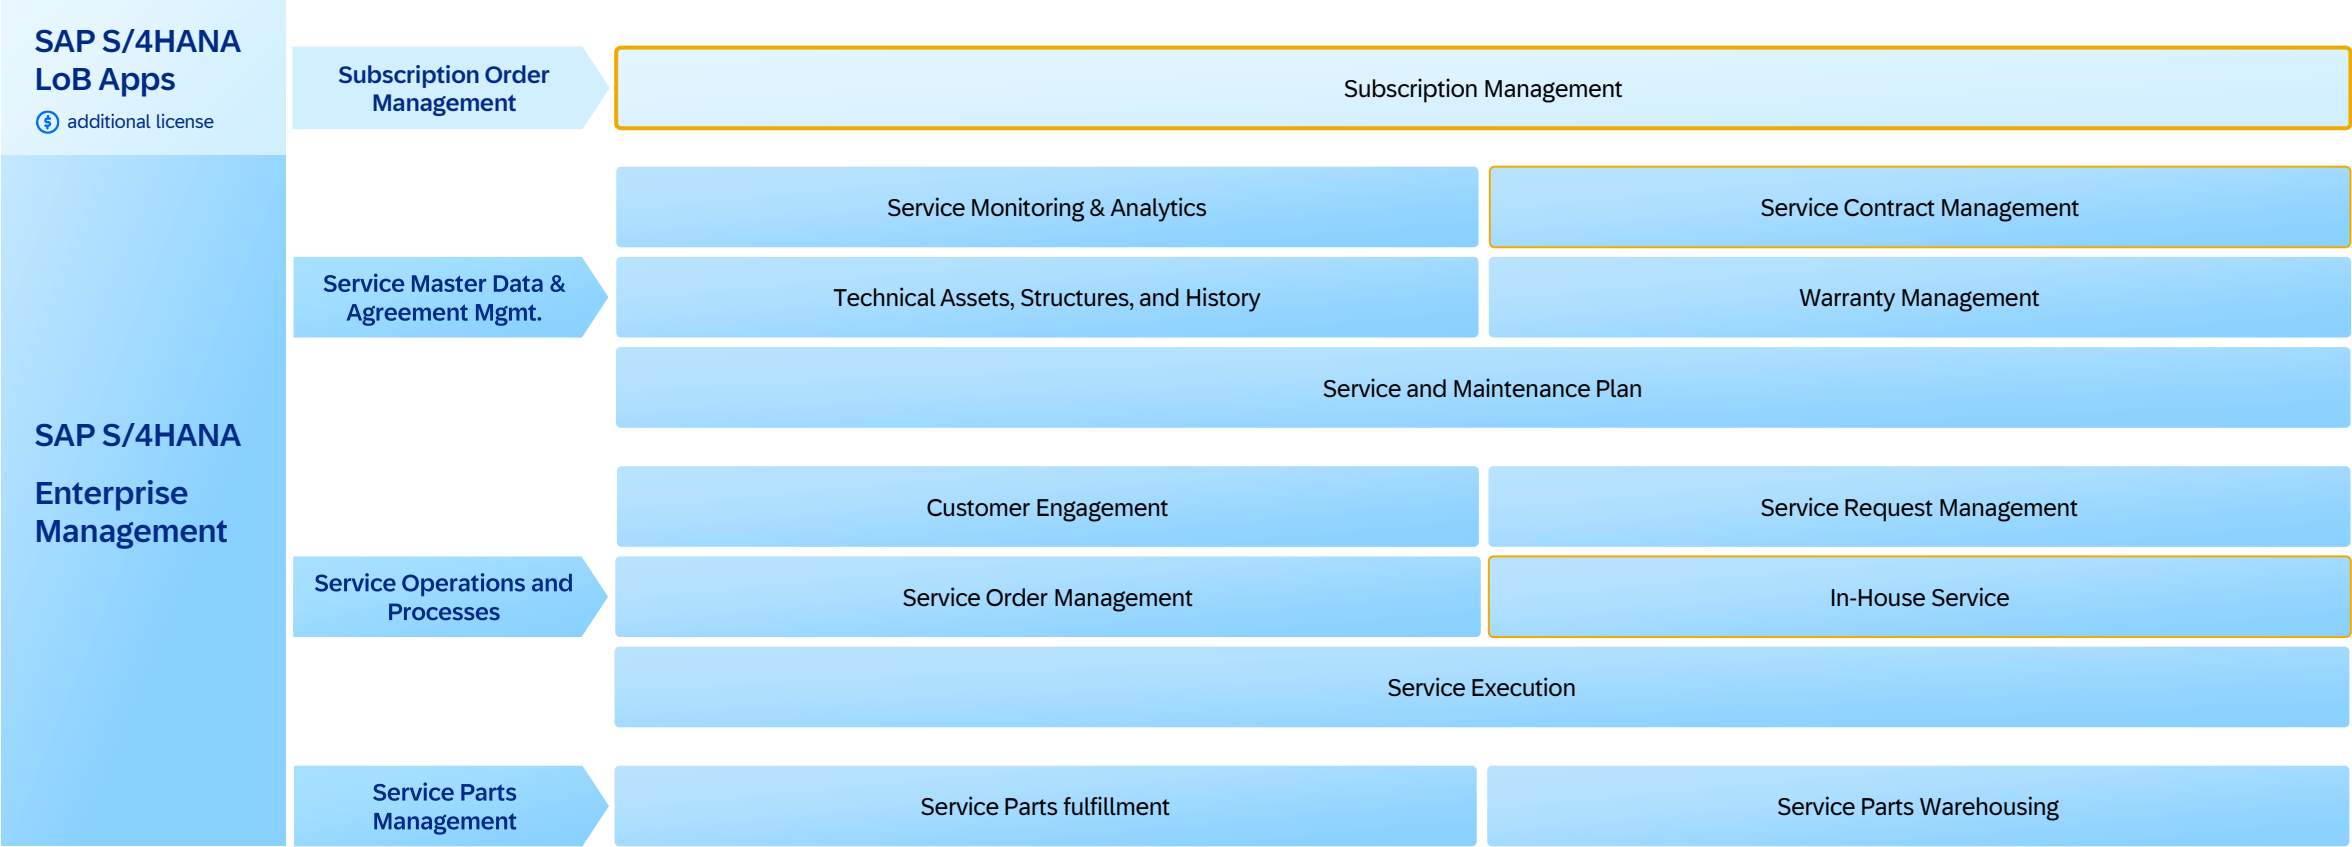 SAP S/4HANA
LoB Apps
additional license
Subscription Order
Management
Subscription Management
SAP S/4HANA
Enterprise
Management
Service Master Data &
Agreement Mgmt.
Service Monitoring & Analytics
Service Contract Management
Technical Assets, Structures, and History
Warranty Management
Service and Maintenance Plan
Service Operations and
Processes
Customer Engagement
Service Request Management
Service Order Management
In-House Service
Service Execution
Service Parts
Management
Service Parts fulfillment
Service Parts Warehousing